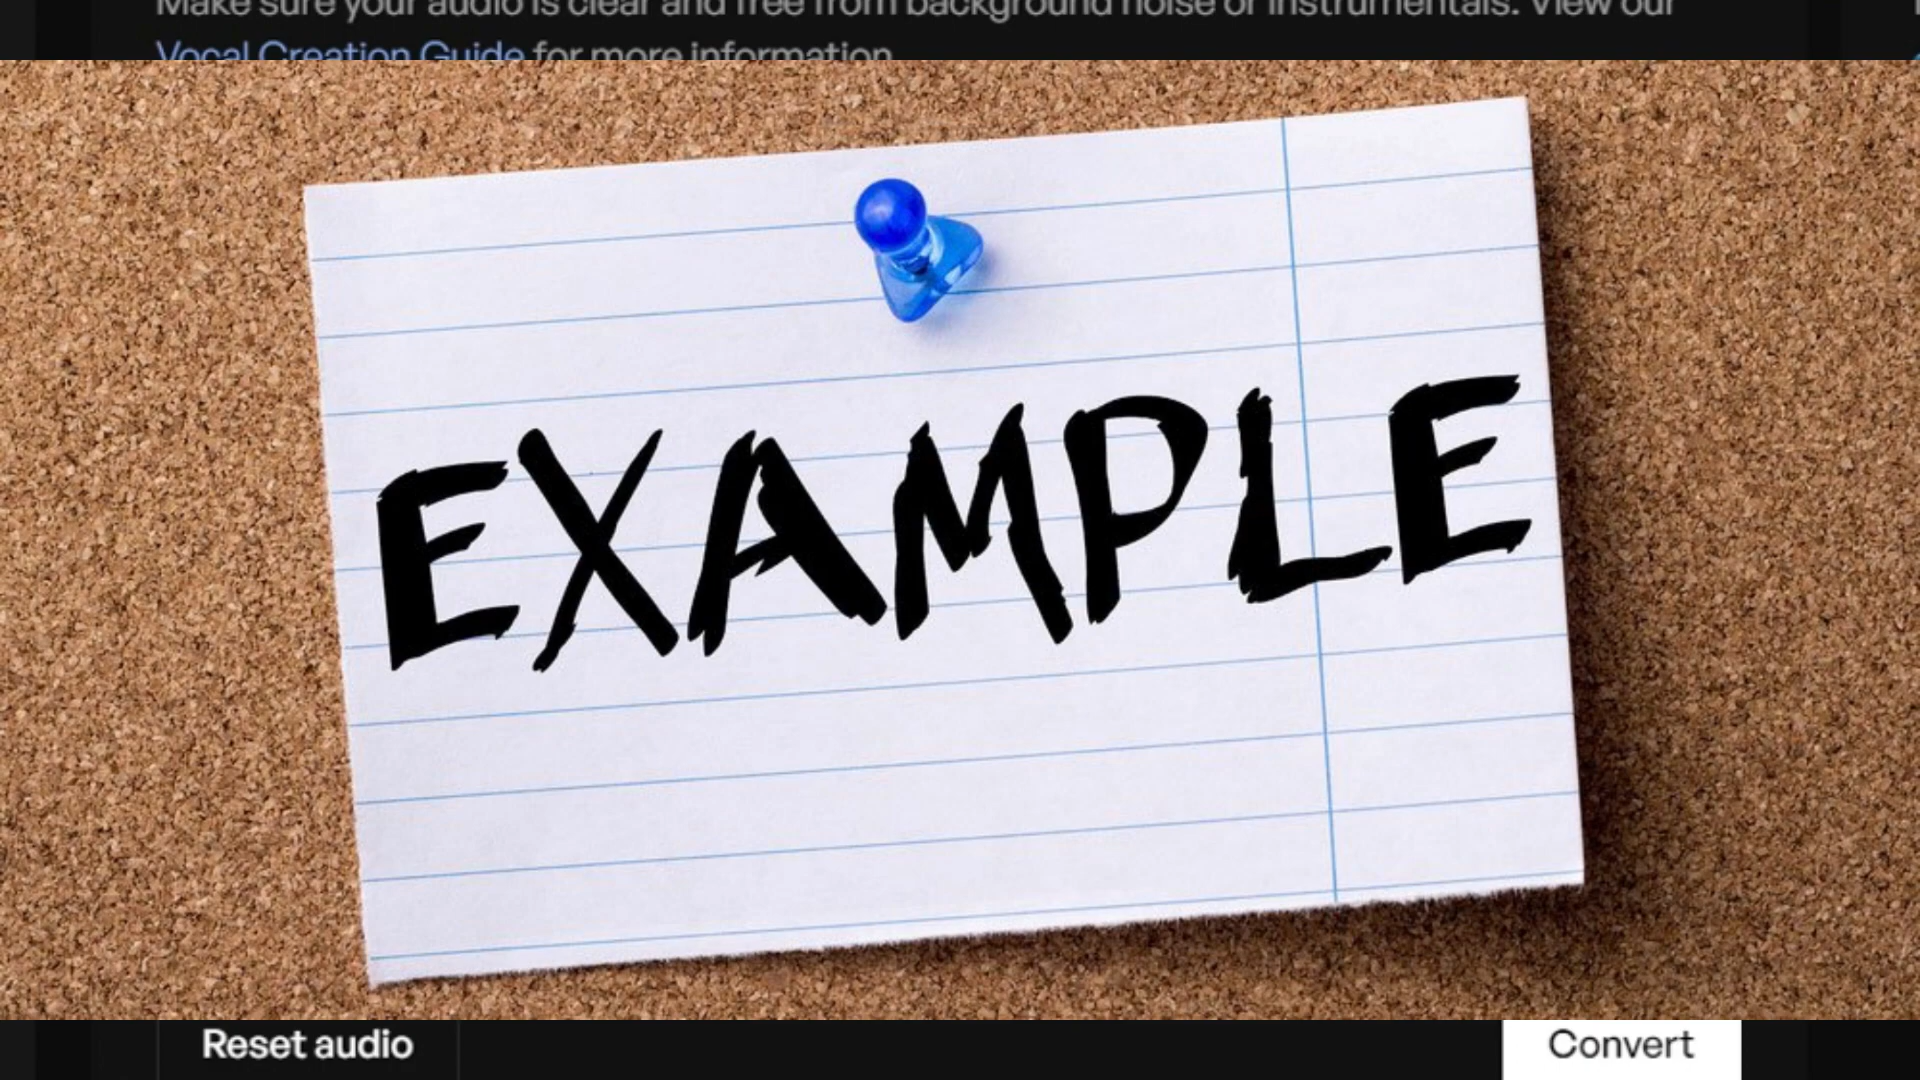 Make sure your audio is clear and free from background noise or instrumentals. View our
Vocal Creation Guide for more information
EXAMPLE
Reset audio
Convert